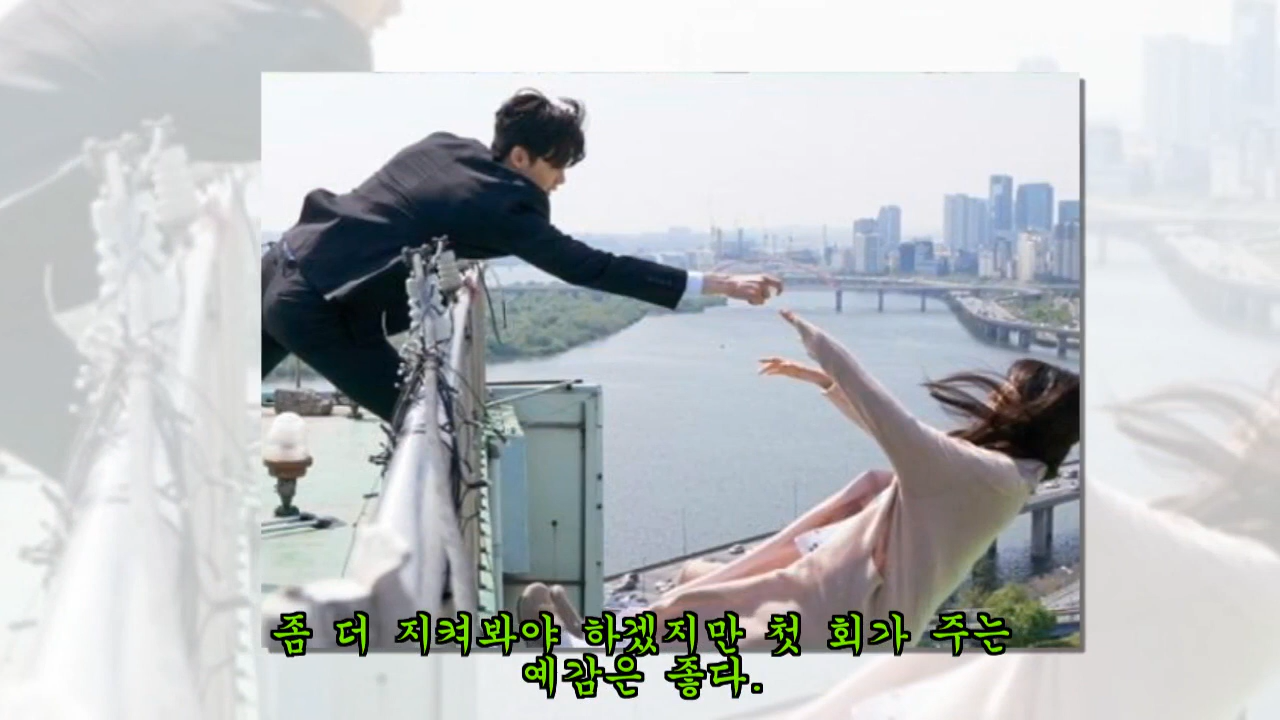 좀 더 지켜봐야 하겠지만 첫 회가 주는
예감은 좋다.